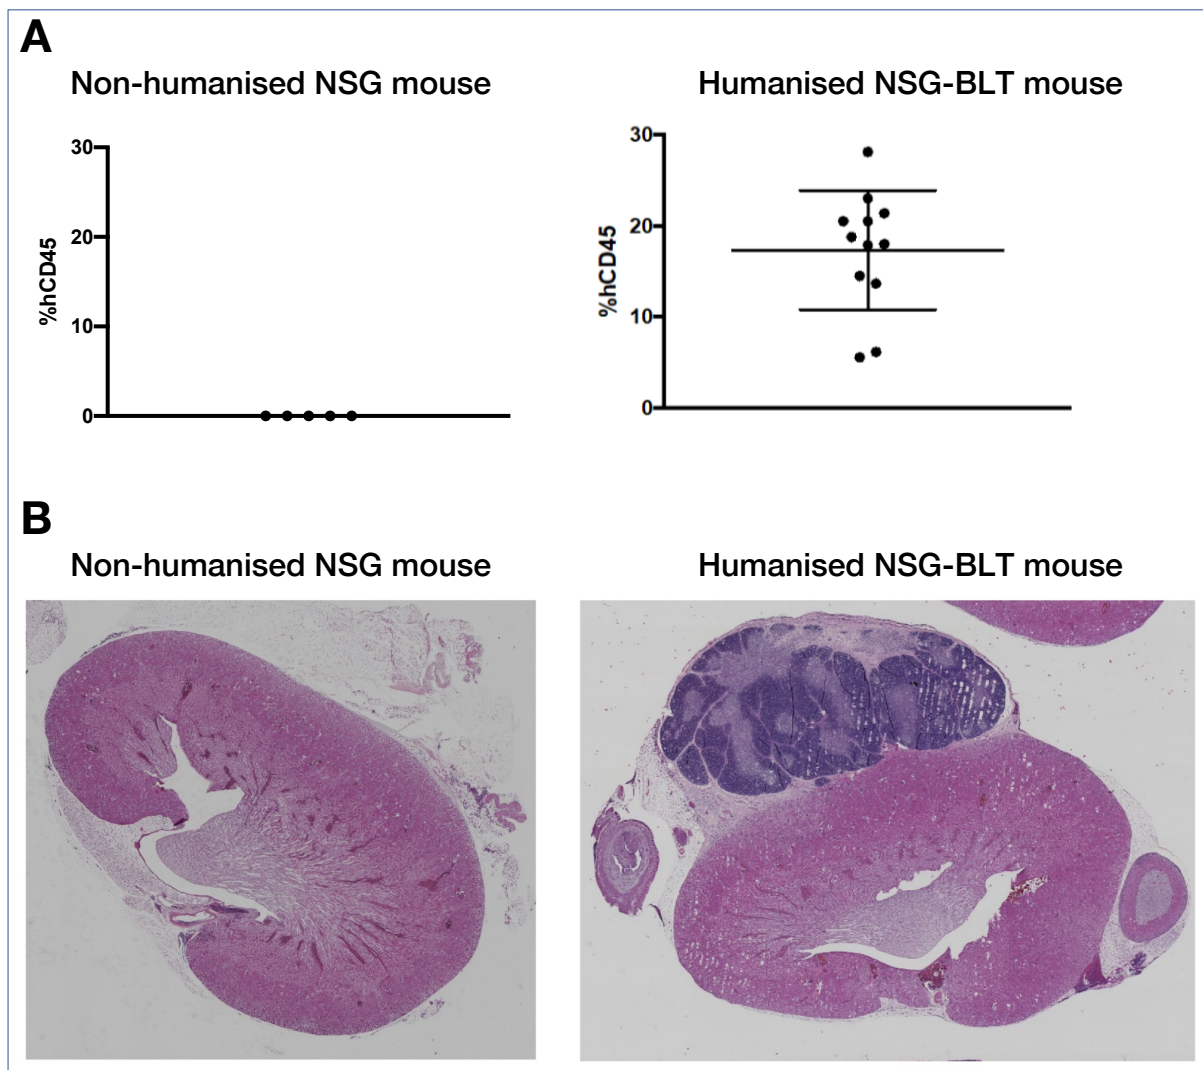 A
Non-humanised NSG mouse
Humanised NSG-BLT mouse
30
20
10
0
%hCD45
30
20
10
0
%hCD45
B
Non-humanised NSG mouse
Humanised NSG-BLT mouse